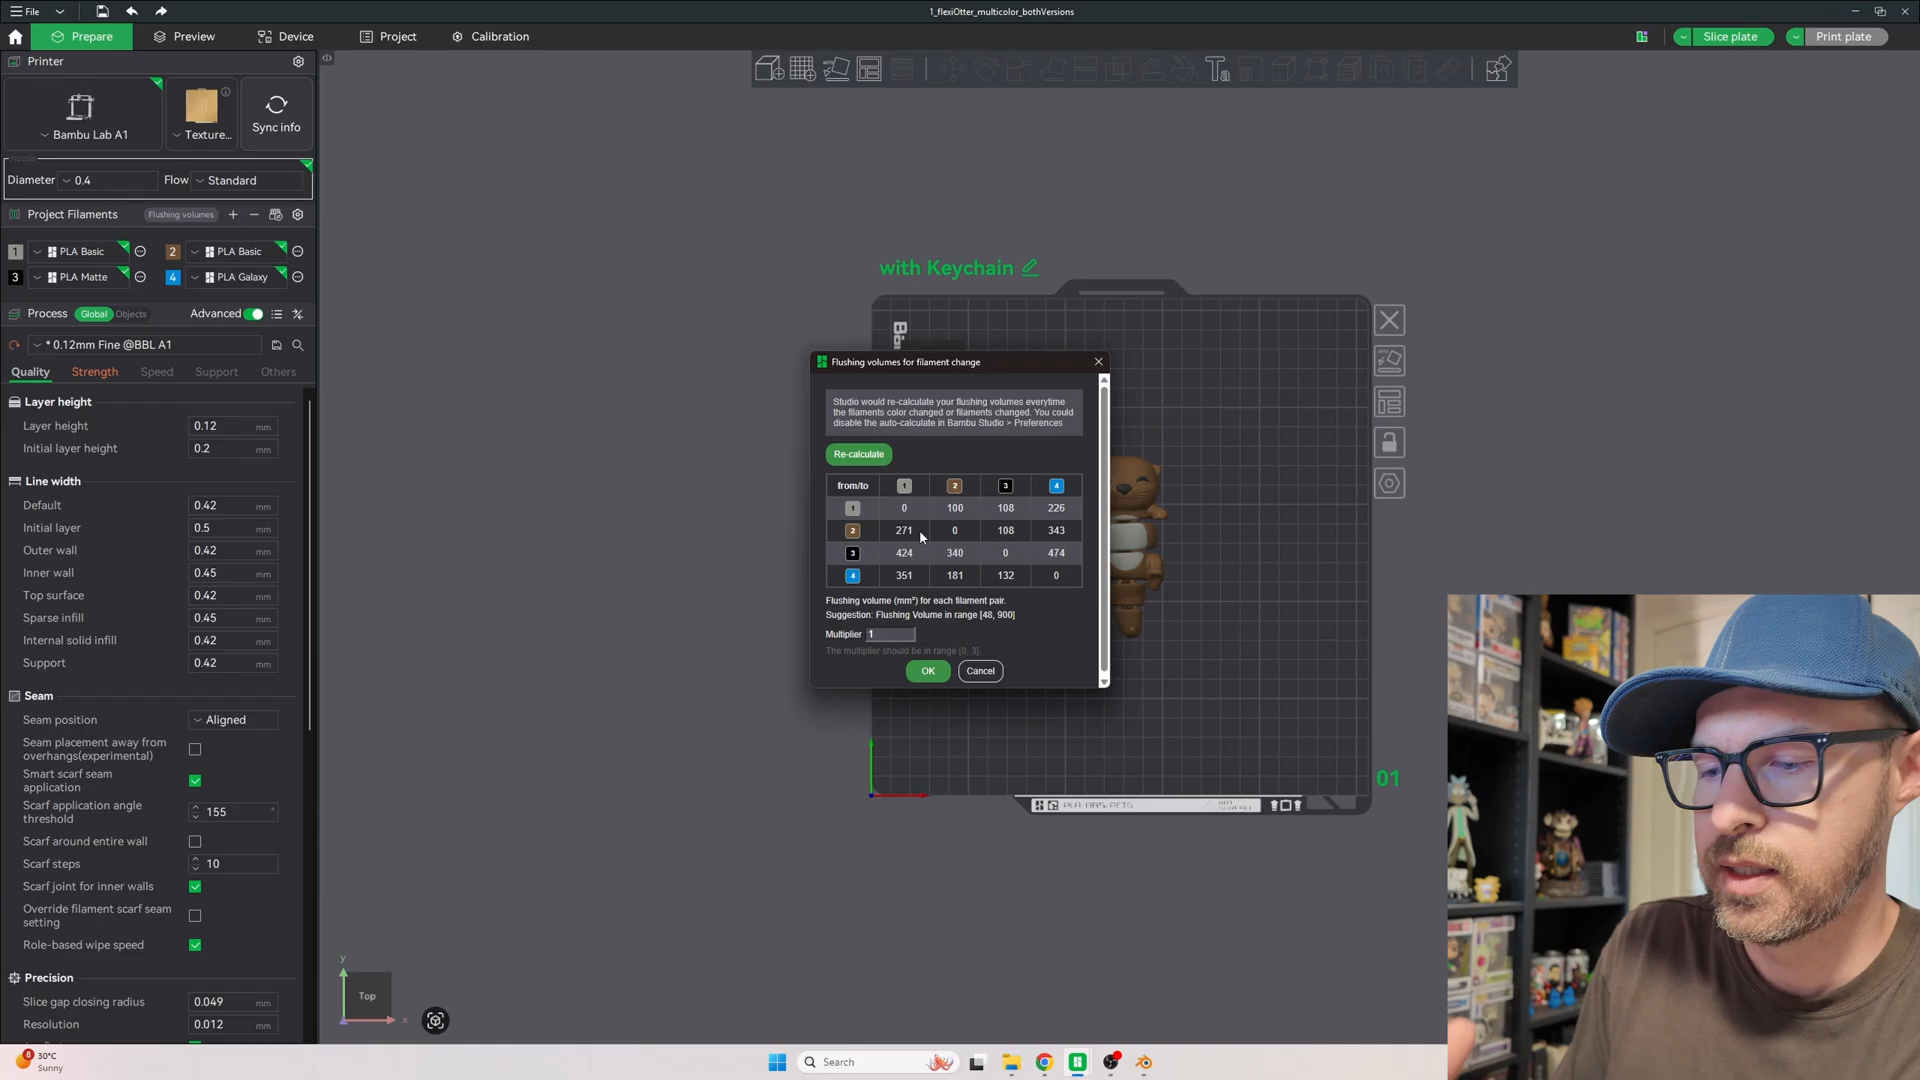 File
1_flexiOtter_multicolor_bothVersions
Prepare
Preview
Device
Project
Calibration
Slice plate
Print plate
Printer
Bambu Lab A1
Texture...
Sync info
Nozzle
Diameter 0.4 Flow Standard
Project Filaments Flushing volumes
1 PLA Basic 2 PLA Basic
3 PLA Matte 4 PLA Galaxy
Process Global Objects Advanced
* 0.12mm Fine @BBL A1
Quality Strength Speed Support Others
Layer height
Layer height 0.12 mm
Initial layer height 0.2 mm
Line width
Default 0.42 mm
Initial layer 0.5 mm
Outer wall 0.42 mm
Inner wall 0.45 mm
Top surface 0.42 mm
Sparse infill 0.45 mm
Internal solid infill 0.42 mm
Support 0.42 mm
Seam
Seam position Aligned
Seam placement away from
overhangs(experimental)
Smart scarf seam
application
Scarf application angle
threshold 155 °
Scarf around entire wall
Scarf steps 10
Scarf joint for inner walls
Override filament scarf seam
setting
Role-based wipe speed
Precision
Slice gap closing radius 0.049 mm
Resolution 0.012 mm
with Keychain
Flushing volumes for filament change
Studio would re-calculate your flushing volumes everytime
the filaments color changed or filaments changed. You could
disable the auto-calculate in Bambu Studio > Preferences
Re-calculate
from/to 1 2 3 4
1 0 100 108 226
2 271 0 108 343
3 424 340 0 474
4 351 181 132 0
Flushing volume (mm³) for each filament pair.
Suggestion: Flushing Volume in range [48, 900]
Multiplier 1
The multiplier should be in range [0, 3].
OK Cancel
01
PLA/ABS/PETG
y
Top
x
8
30°C
Sunny
Search